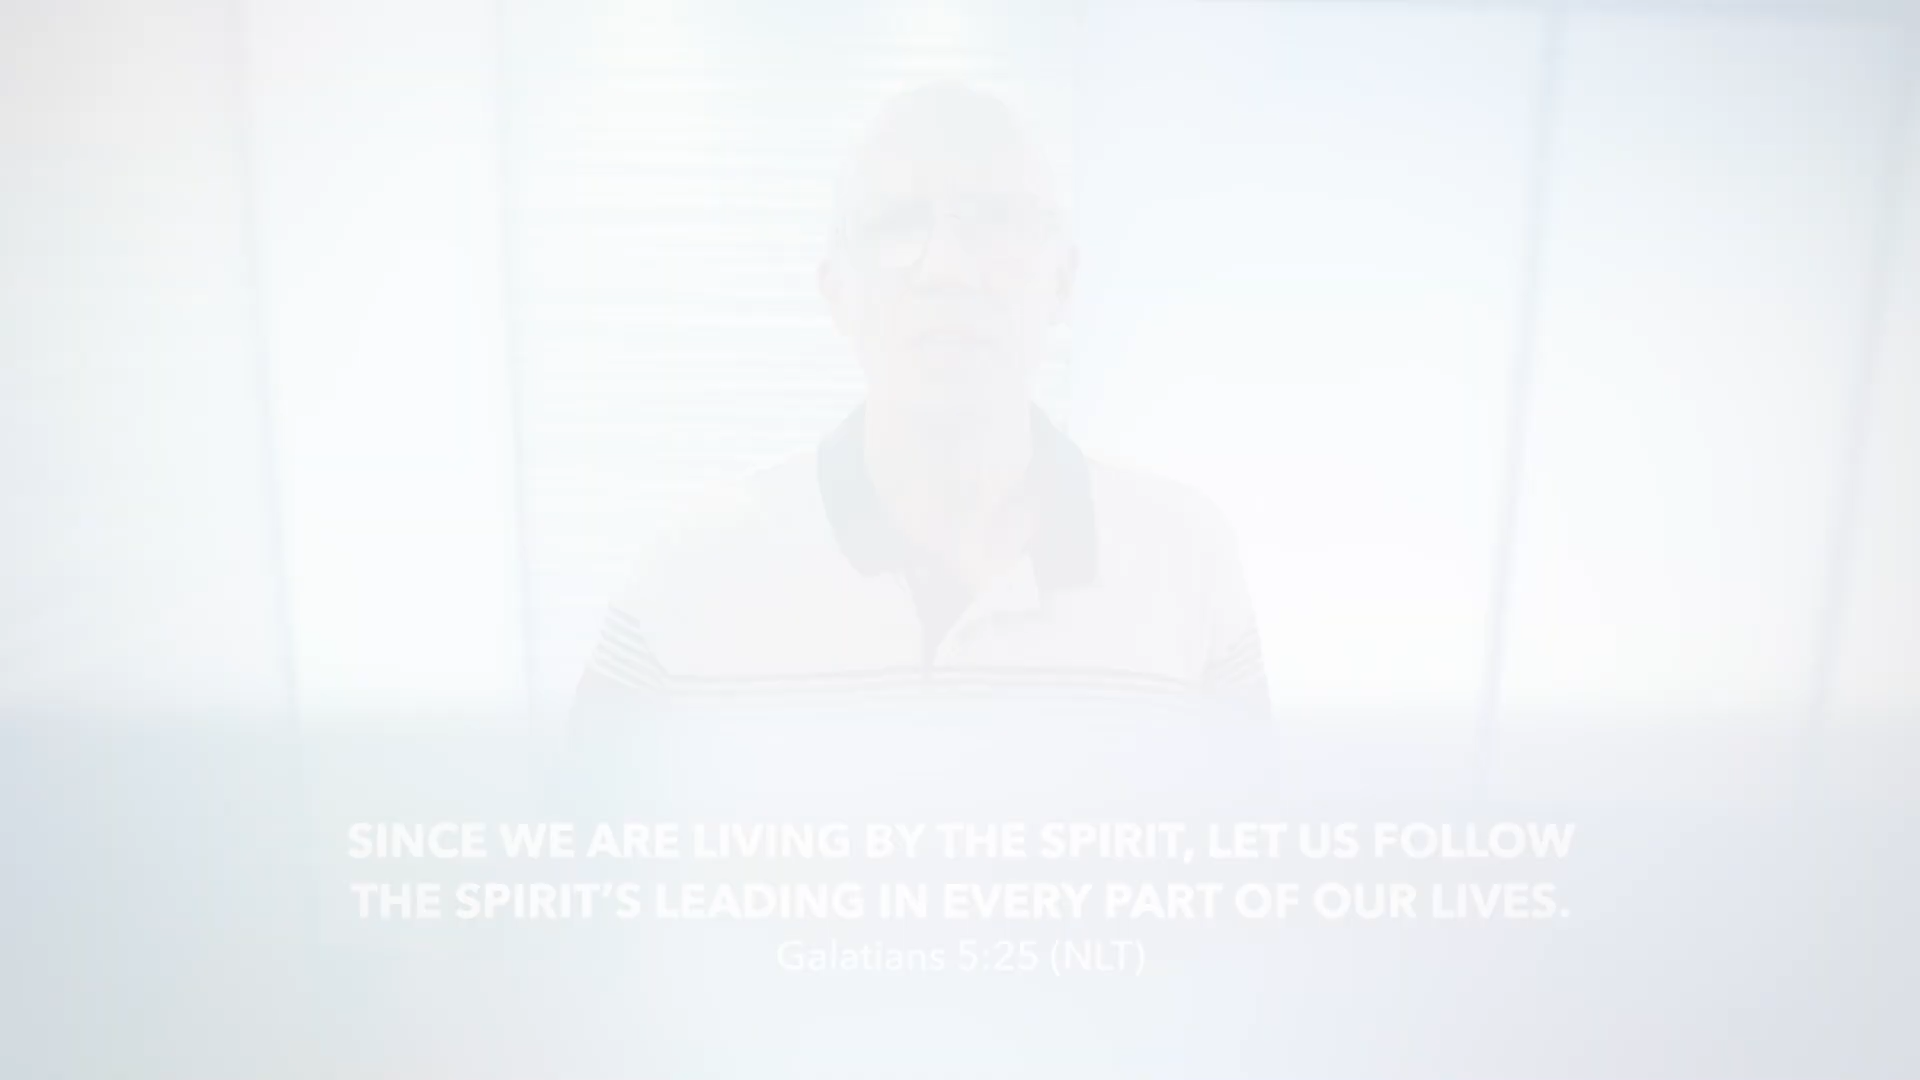 SINCE WE ARE LIVING BY THE SPIRIT, LET US FOLLOW
THE SPIRIT’S LEADING IN EVERY PART OF OUR LIVES.
Galatians 5:25 (NLT)